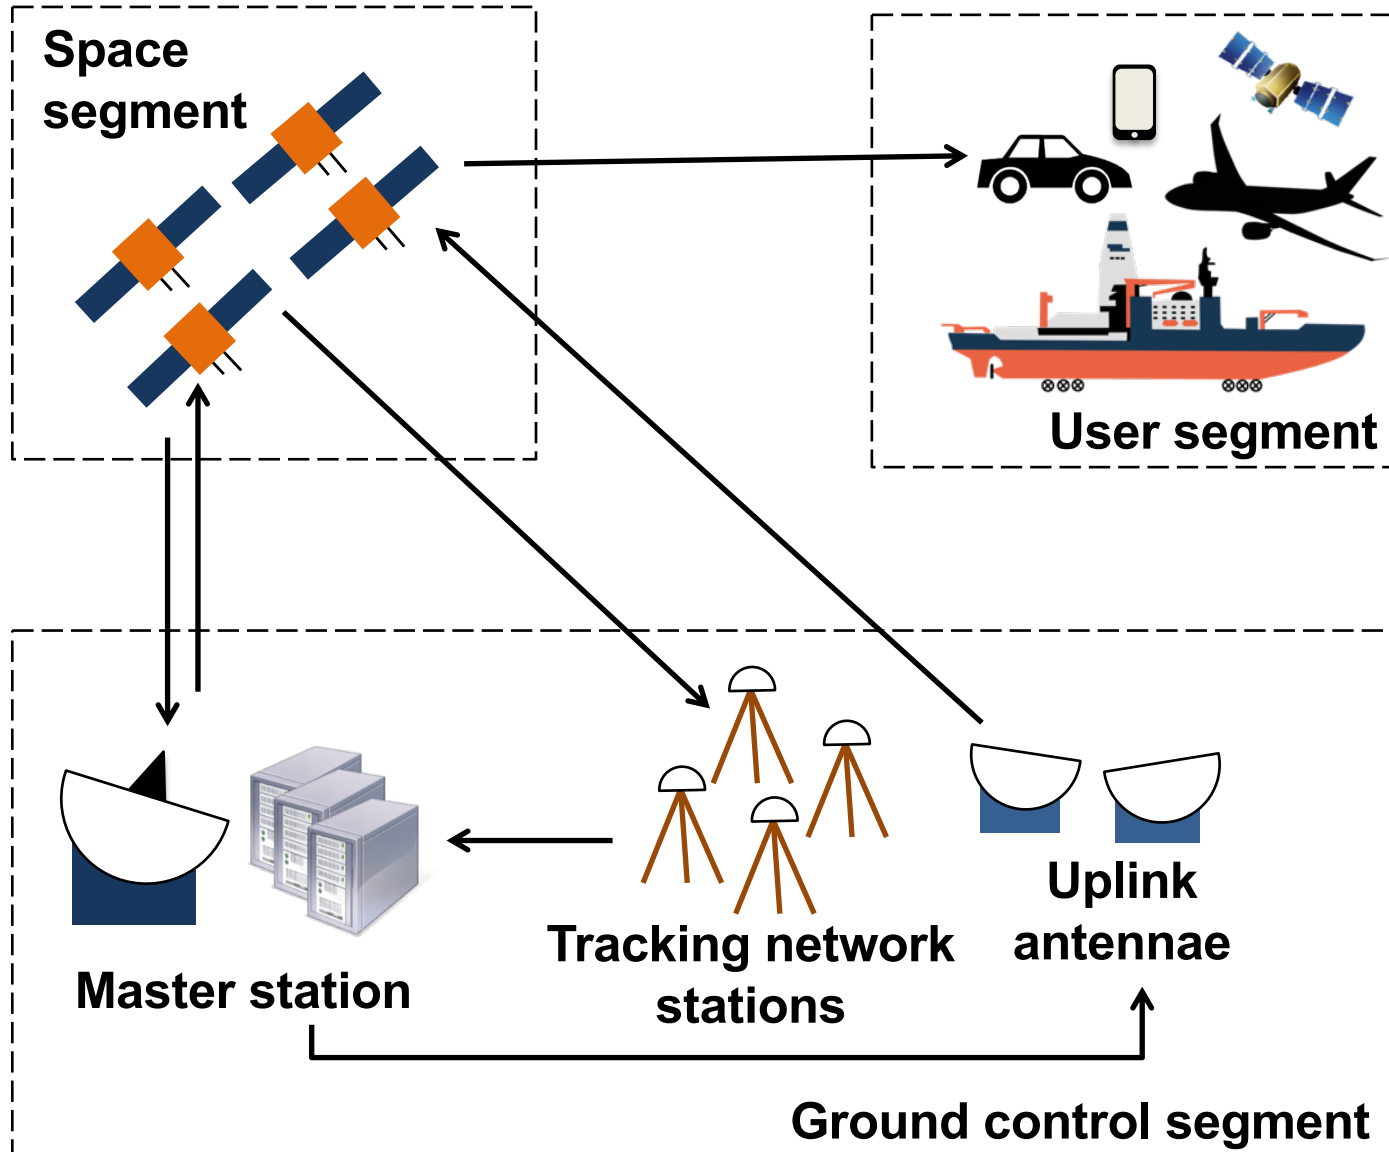 Space
segment
User segment
Uplink
antennae
Tracking network
stations
Master station
Ground control segment